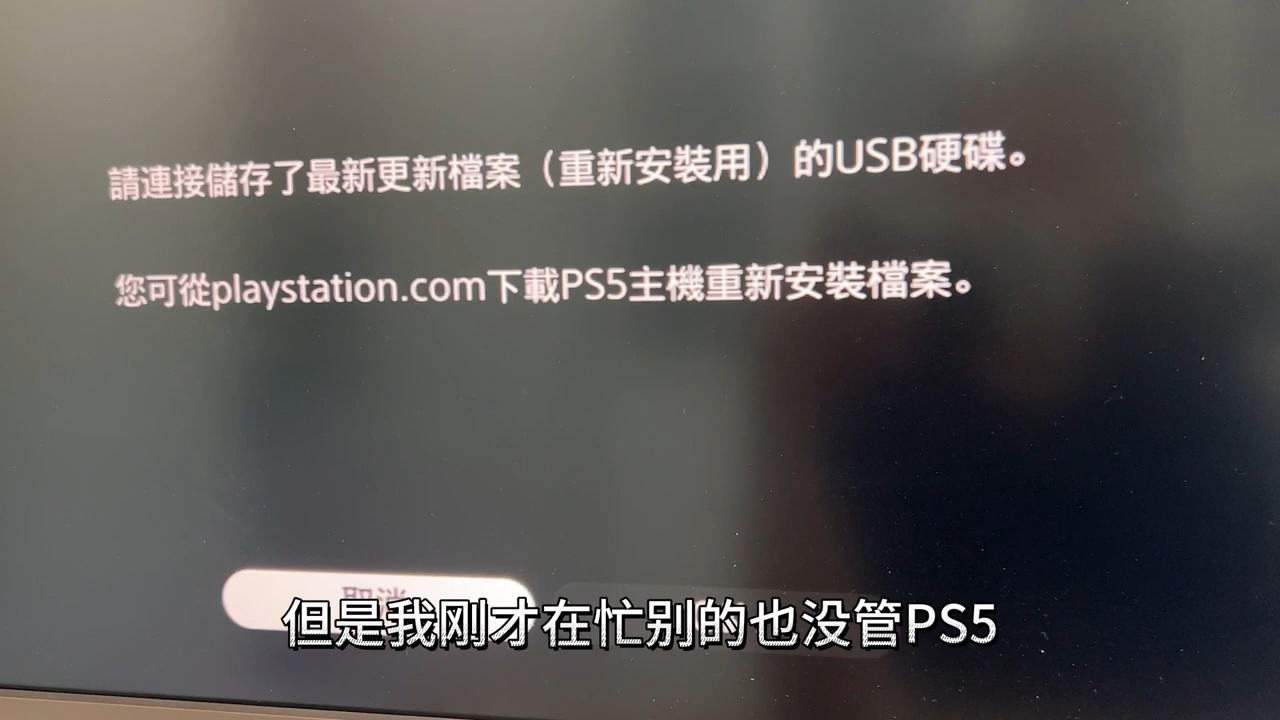 請連接儲存了最新更新檔案（重新安裝用）的USB硬碟。
您可從playstation.com下載PS5主機重新安裝檔案。
取消
但是我刚才在忙别的也没管PS5